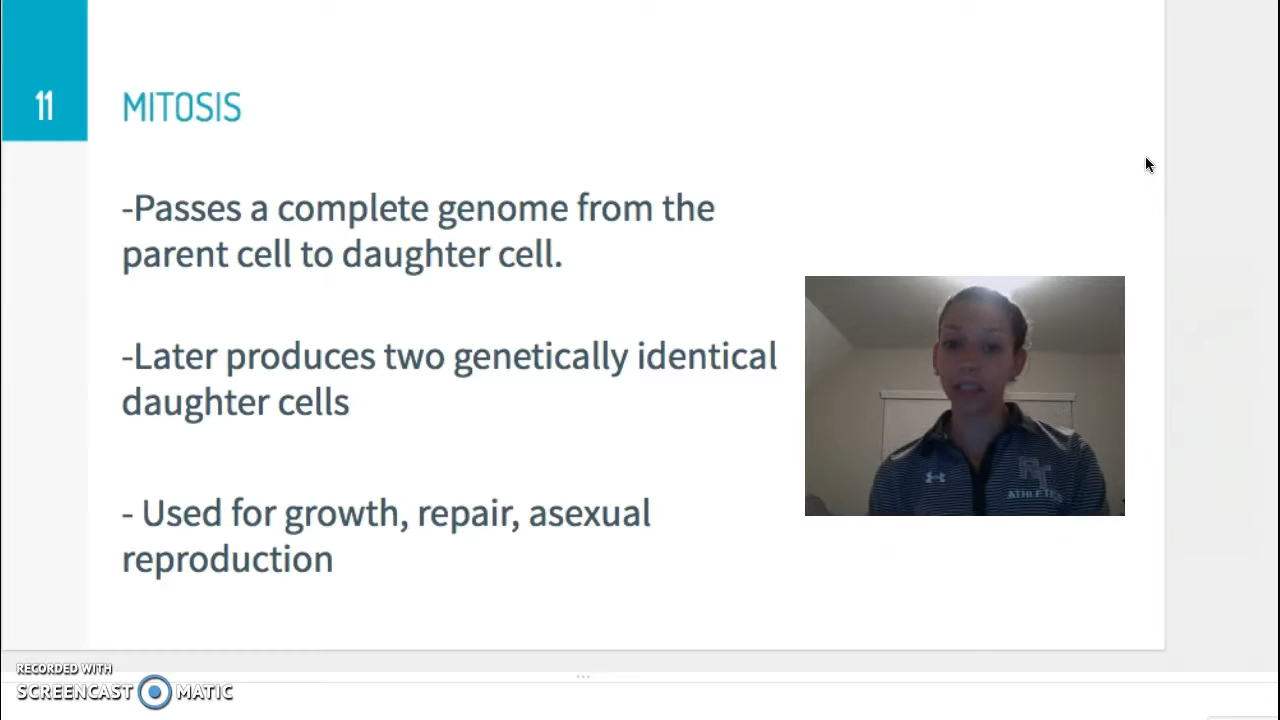 11
MITOSIS
-Passes a complete genome from the
parent cell to daughter cell.
-Later produces two genetically identical
daughter cells
- Used for growth, repair, asexual
reproduction
RECORDED WITH
SCREENCAST MATIC